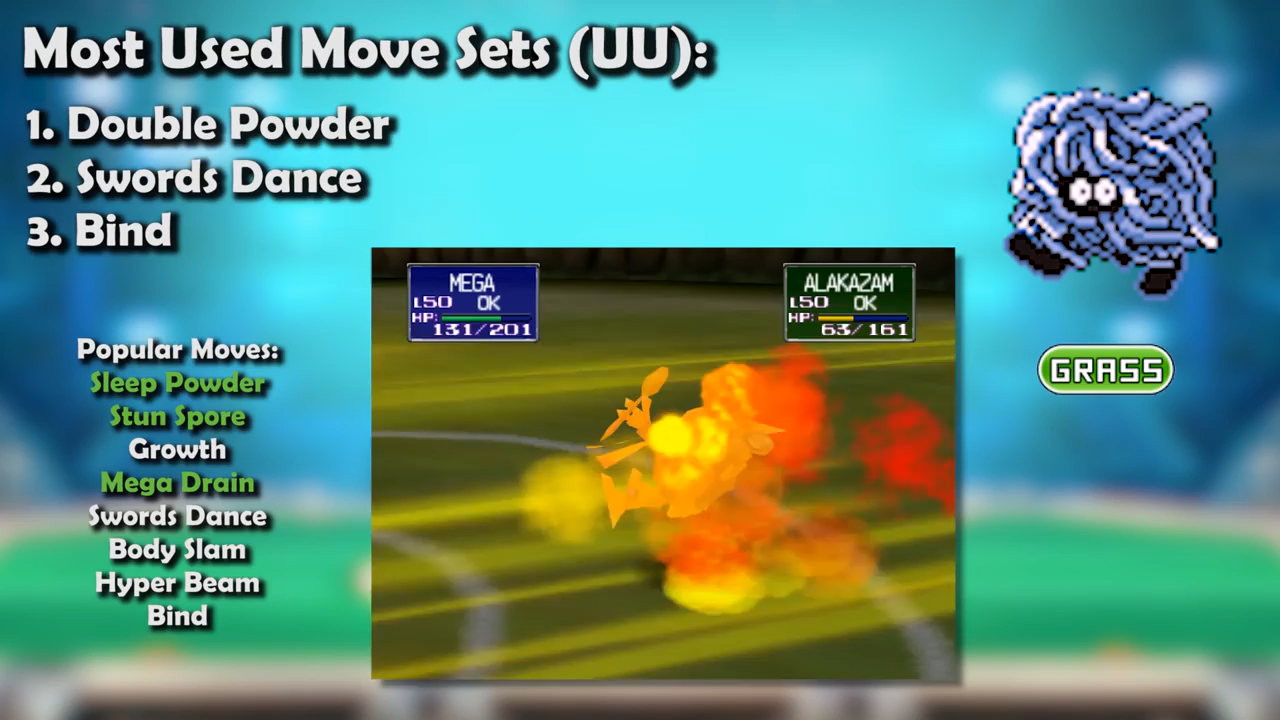 Most Used Move Sets (UU):
1. Double Powder
2. Swords Dance
3. Bind
MEGA
L50 OK
HP:
131/201
ALAKAZAM
L50 OK
HP:
63/161
GRASS
Popular Moves:
Sleep Powder
Stun Spore
Growth
Mega Drain
Swords Dance
Body Slam
Hyper Beam
Bind